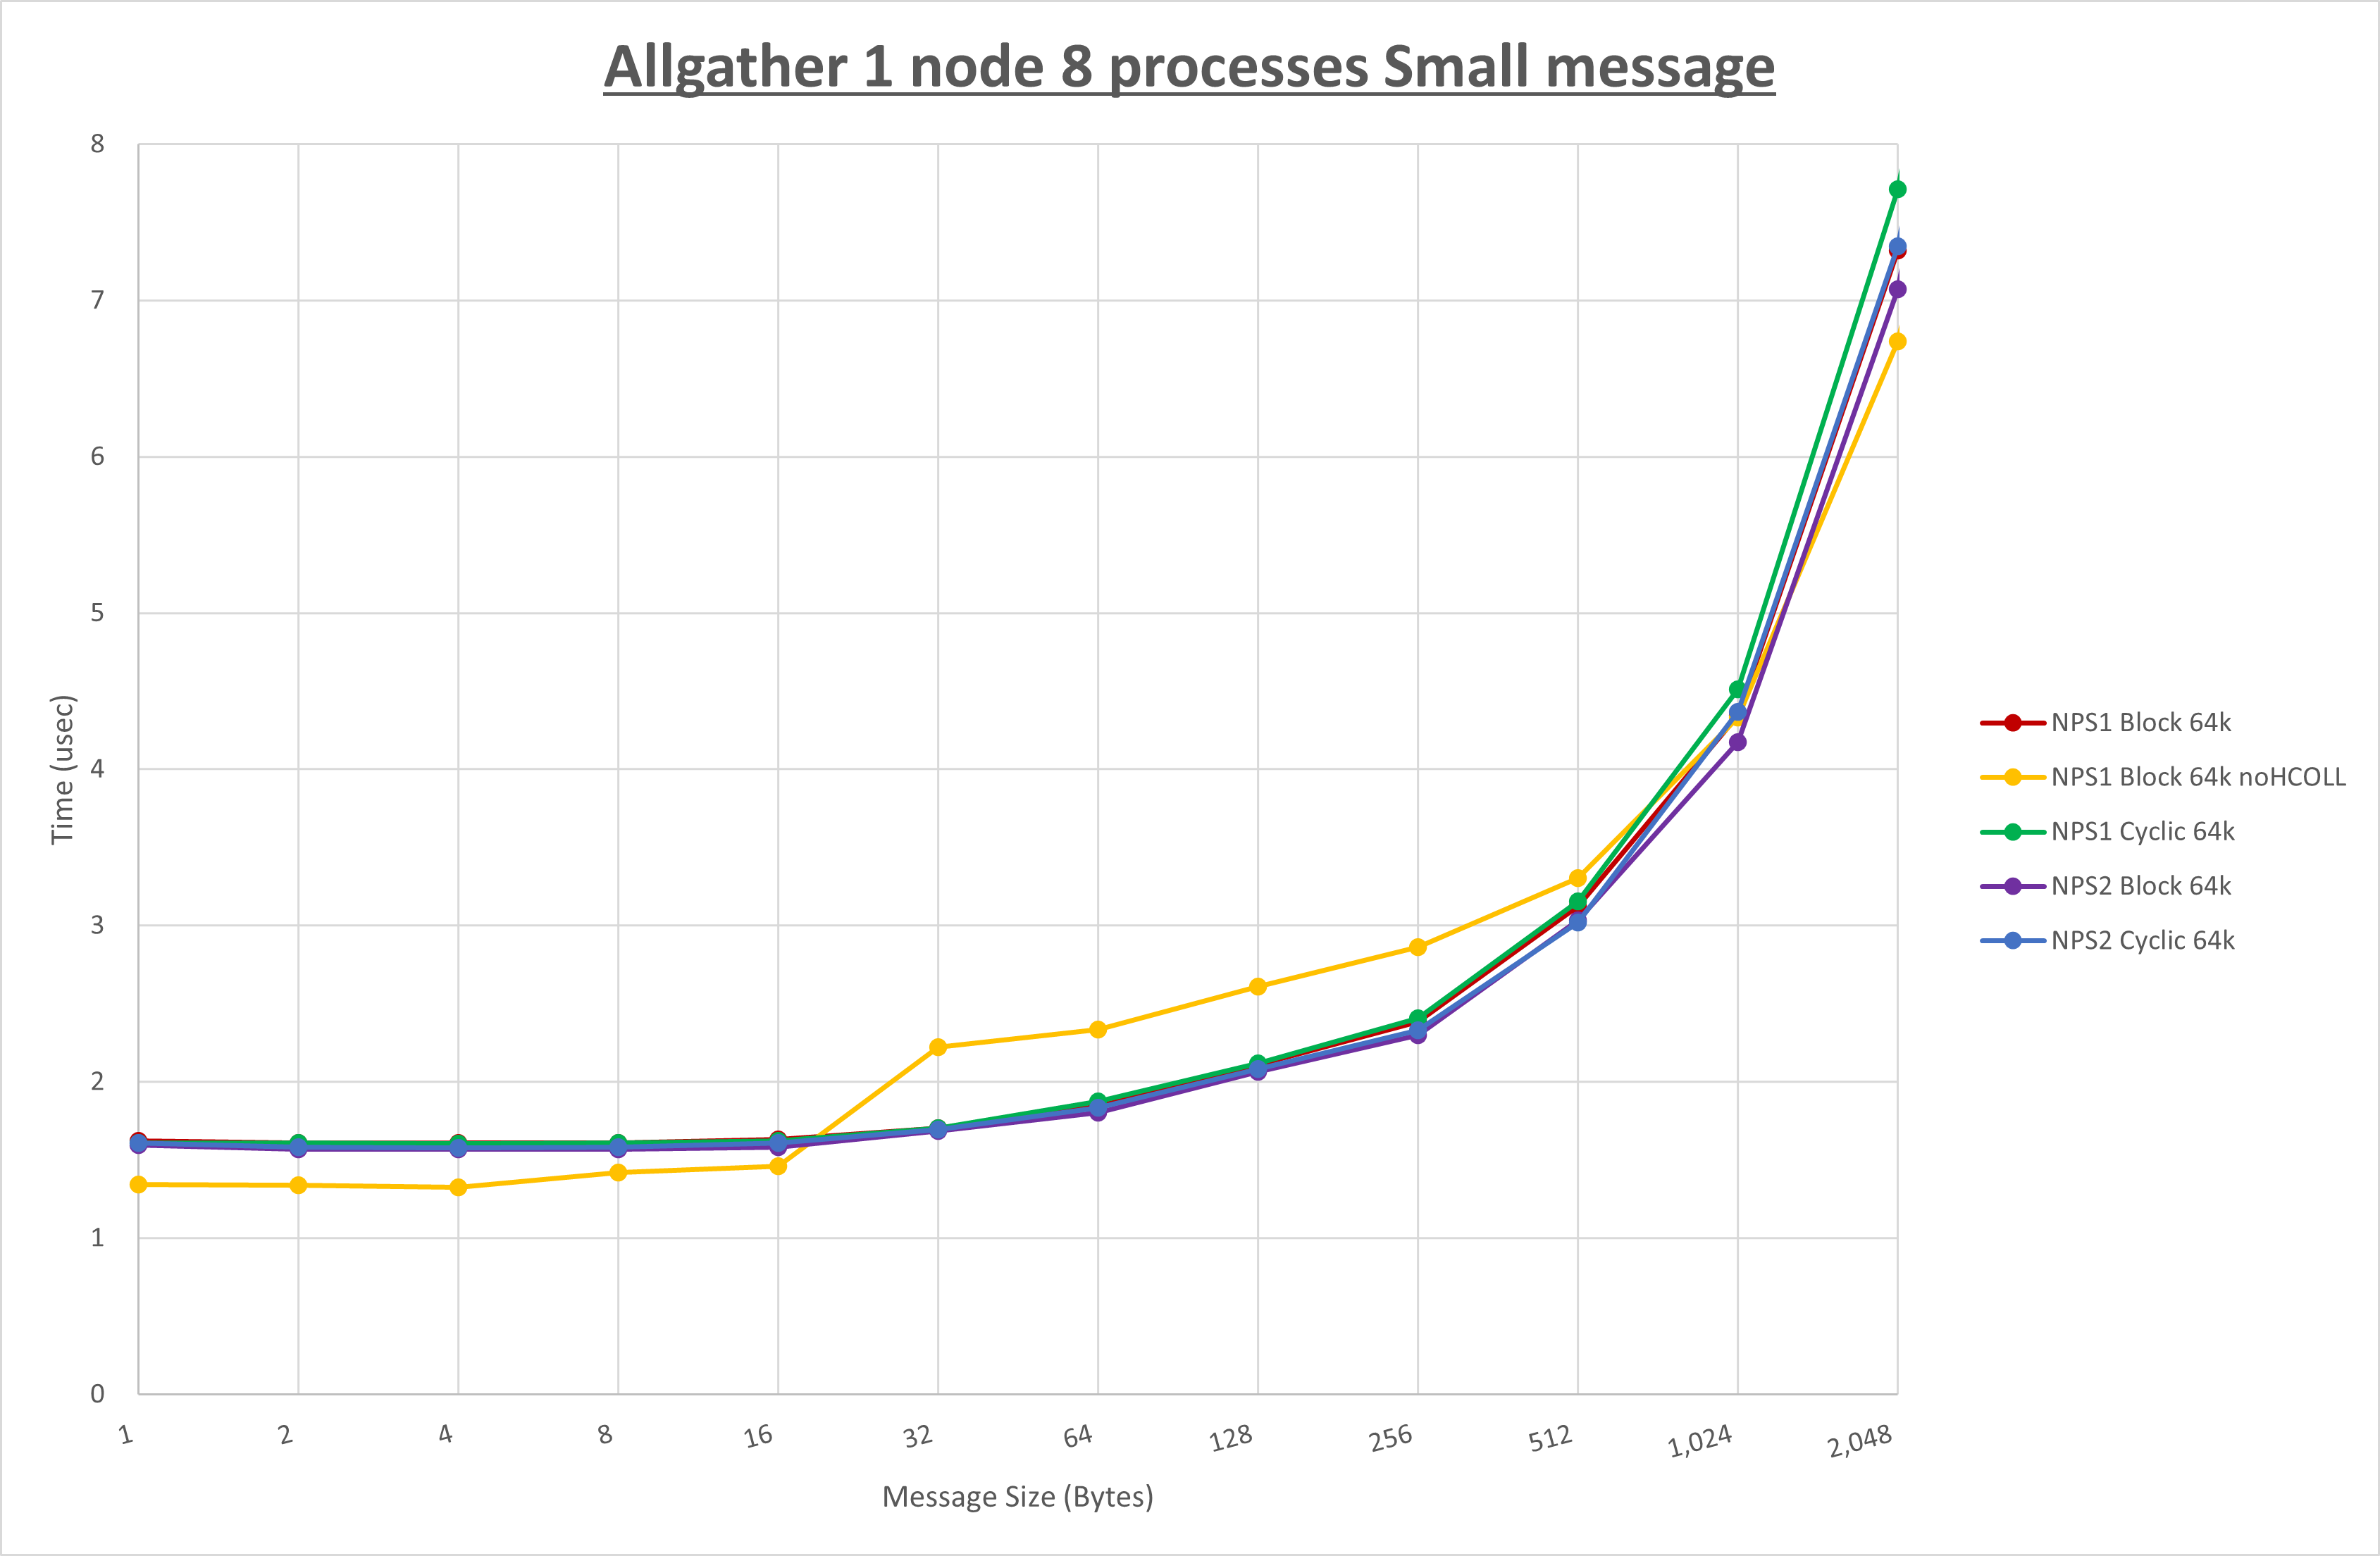 Allgather 1 node 8 processes Small message
8
7
6
5
4
3
2
1
0
Time (usec)
1
2
4
8
16
32
64
128
256
512
1,024
2,048
Message Size (Bytes)
NPS1 Block 64k
NPS1 Block 64k noHCOLL
NPS1 Cyclic 64k
NPS2 Block 64k
NPS2 Cyclic 64k